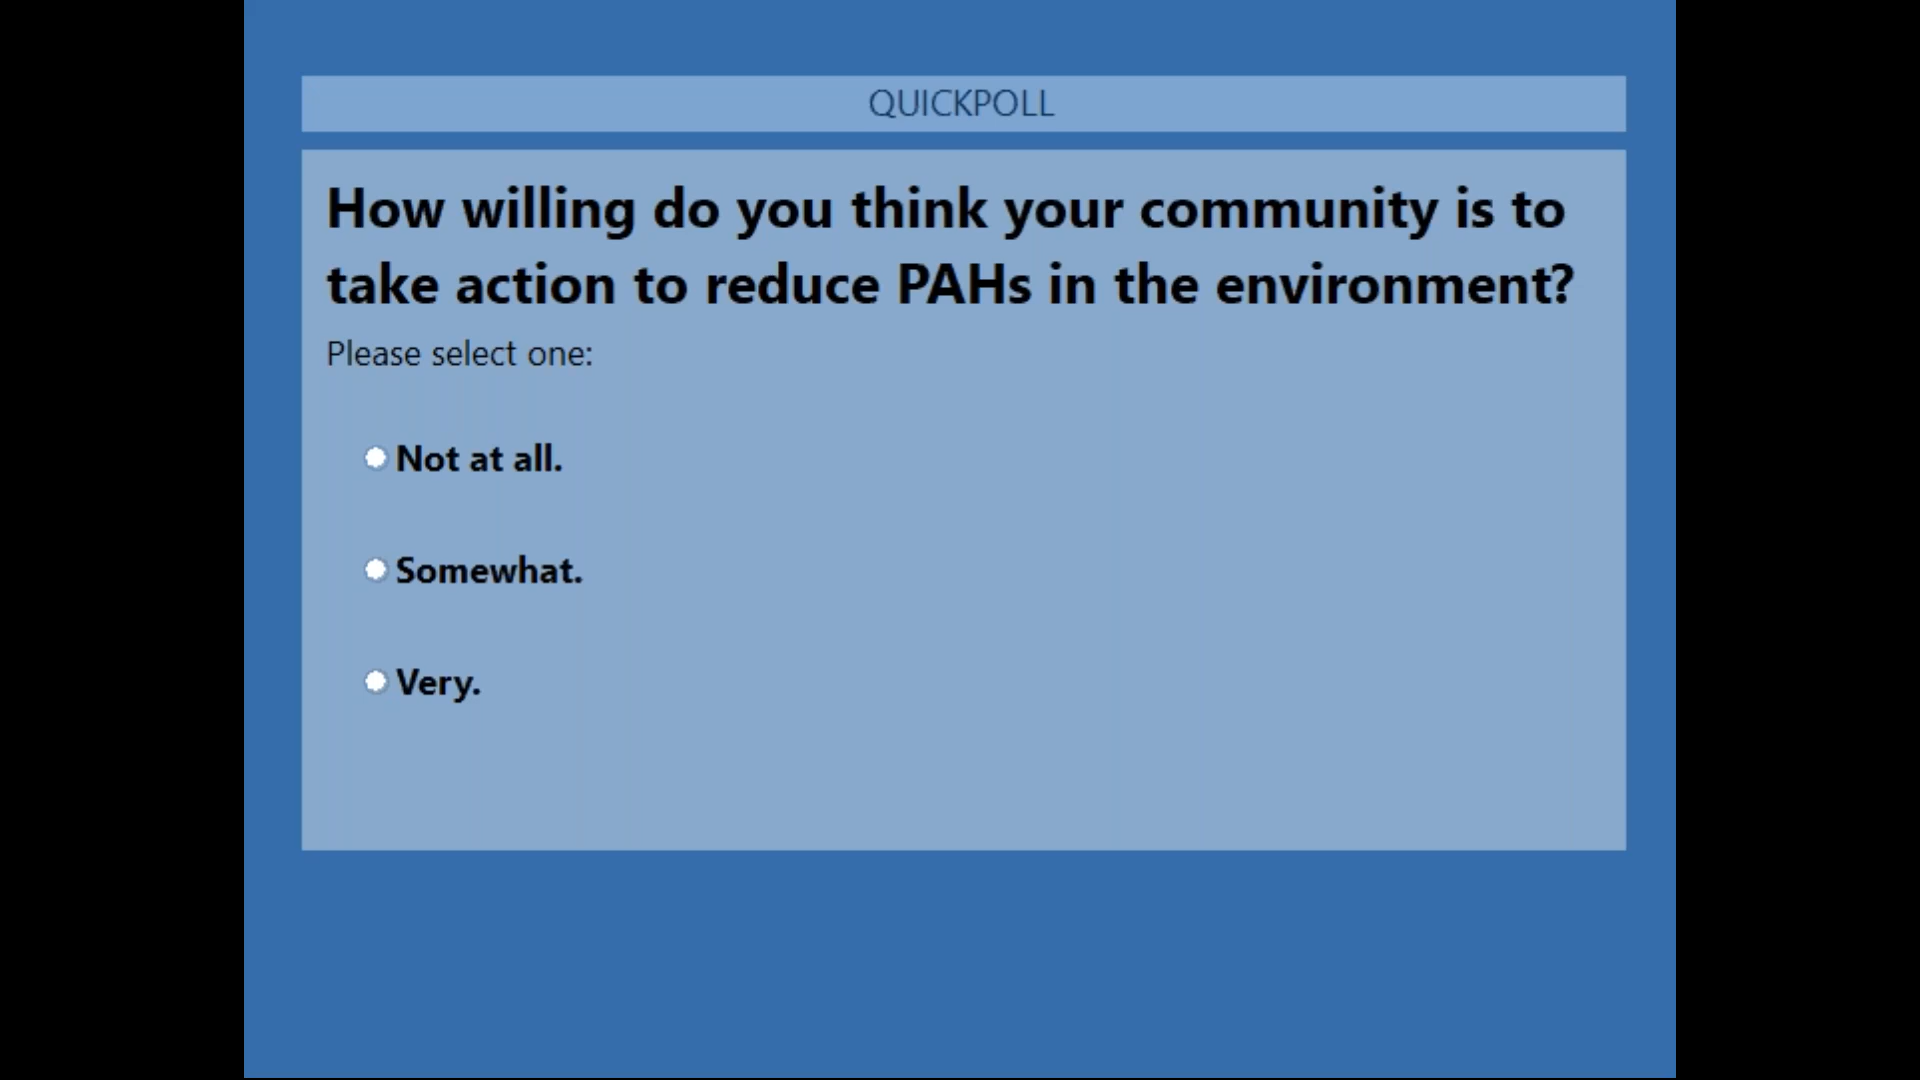 QUICKPOLL
How willing do you think your community is to
take action to reduce PAHs in the environment?
Please select one:
Not at all.
Somewhat.
Very.